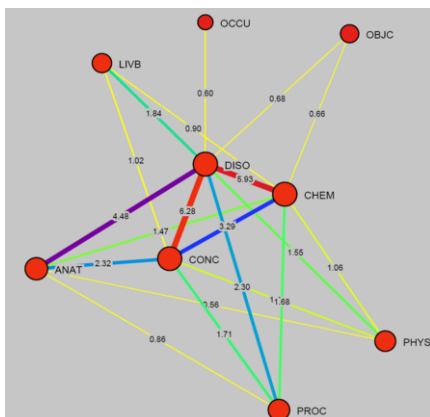 OCCU
OBJC
LIVB
0.60
0.68
1.84
0.66
0.90
DISO
1.02
5.93
CHEM
4.48
6.28
1.47
3.29
1.55
2.32
CONC
1.06
ANAT
2.30
0.56
1.68
0.86
1.71
PHYS
PROC